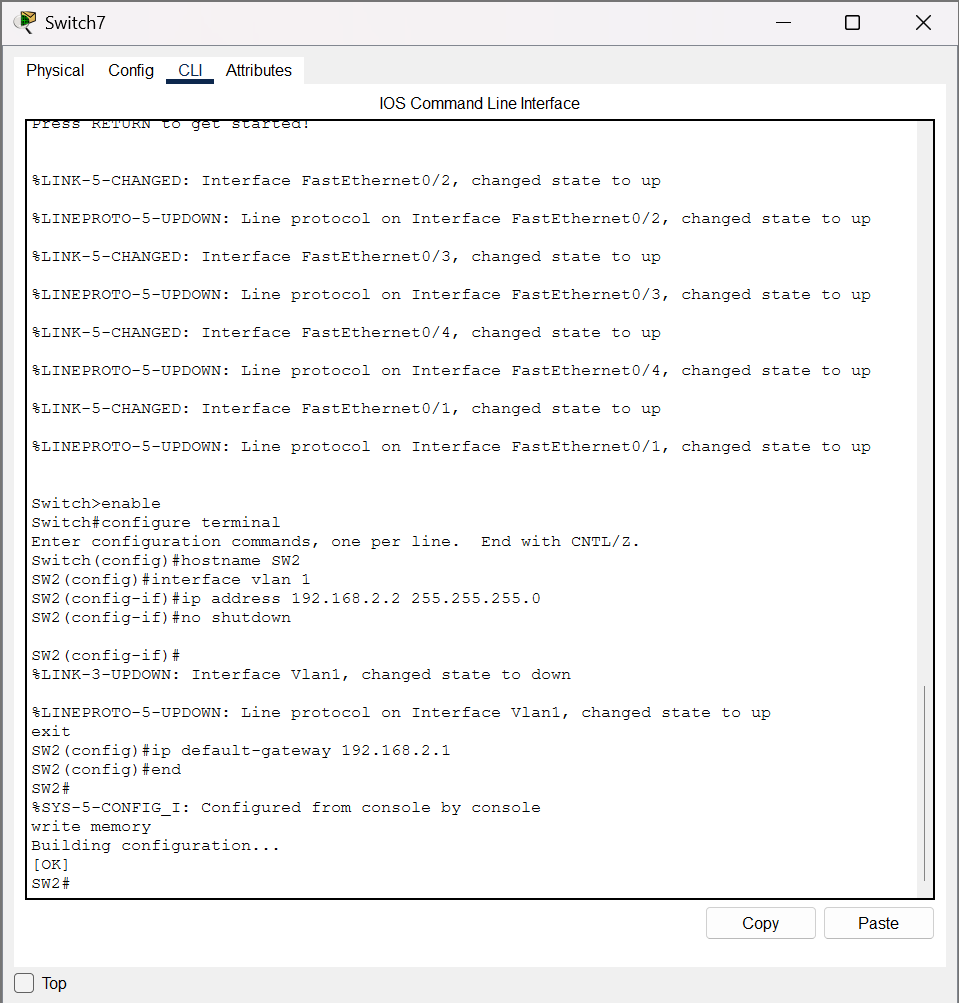 Switch7
Physical Config CLI Attributes
IOS Command Line Interface
Press RETURN to get started!
%LINK-5-CHANGED: Interface FastEthernet0/2, changed state to up
%LINEPROTO-5-UPDOWN: Line protocol on Interface FastEthernet0/2, changed state to up
%LINK-5-CHANGED: Interface FastEthernet0/3, changed state to up
%LINEPROTO-5-UPDOWN: Line protocol on Interface FastEthernet0/3, changed state to up
%LINK-5-CHANGED: Interface FastEthernet0/4, changed state to up
%LINEPROTO-5-UPDOWN: Line protocol on Interface FastEthernet0/4, changed state to up
%LINK-5-CHANGED: Interface FastEthernet0/1, changed state to up
%LINEPROTO-5-UPDOWN: Line protocol on Interface FastEthernet0/1, changed state to up
Switch>enable
Switch#configure terminal
Enter configuration commands, one per line.  End with CNTL/Z.
Switch(config)#hostname SW2
SW2(config)#interface vlan 1
SW2(config-if)#ip address 192.168.2.2 255.255.255.0
SW2(config-if)#no shutdown
SW2(config-if)#
%LINK-3-UPDOWN: Interface Vlan1, changed state to down
%LINEPROTO-5-UPDOWN: Line protocol on Interface Vlan1, changed state to up
exit
SW2(config)#ip default-gateway 192.168.2.1
SW2(config)#end
SW2#
%SYS-5-CONFIG_I: Configured from console by console
write memory
Building configuration...
[OK]
SW2#
Copy Paste
Top